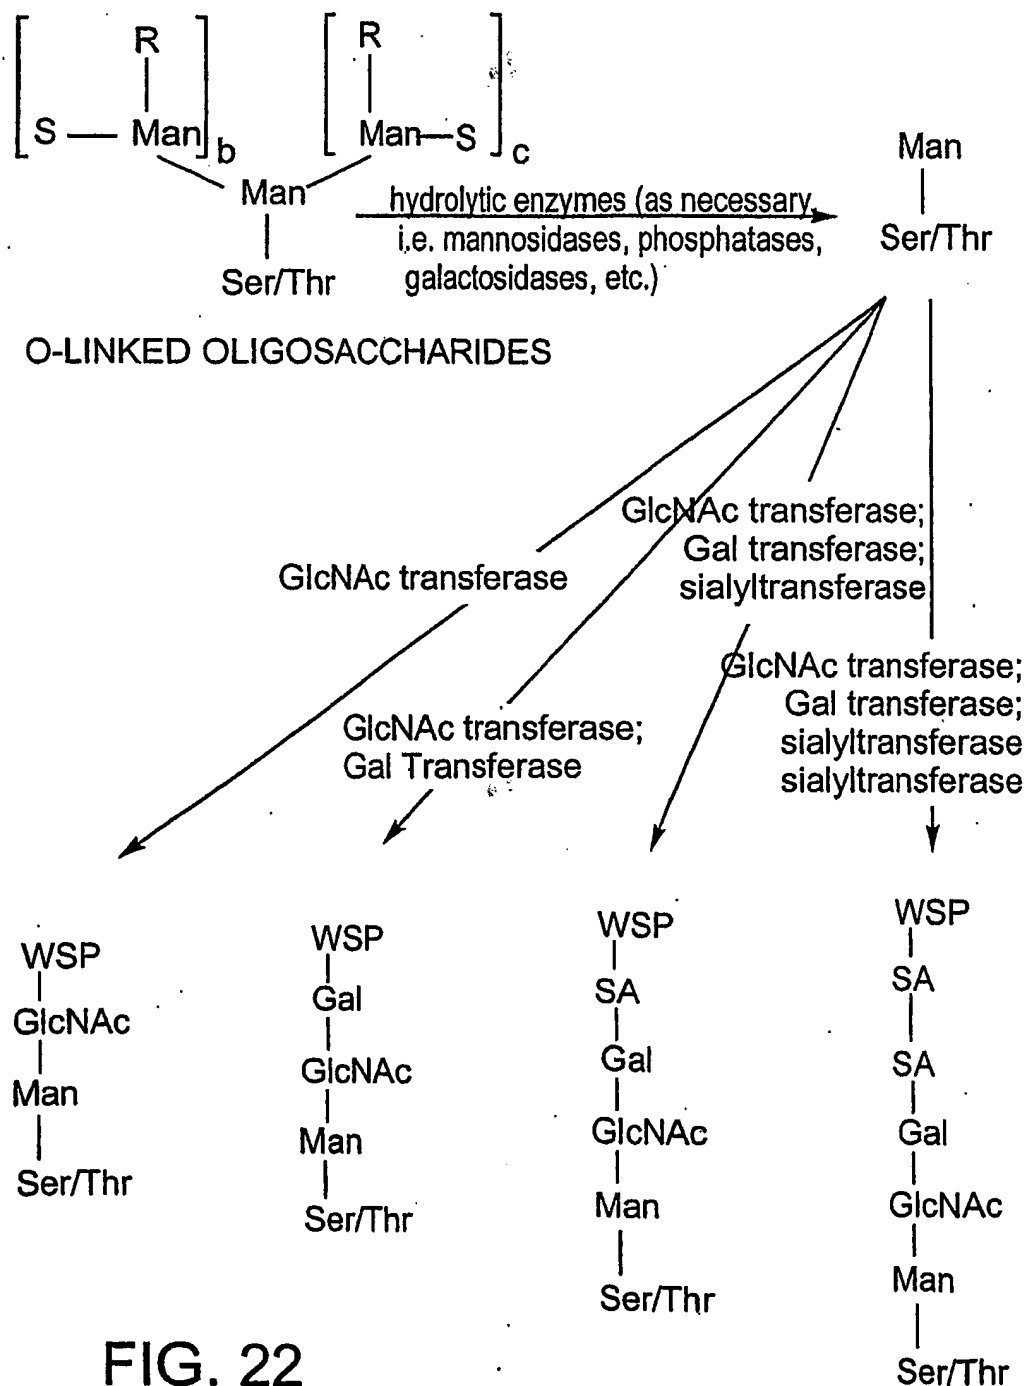 R
R
S
Man
b
Man
S
c
Man
Man
hydrolytic enzymes (as necessary,
i.e. mannosidases, phosphatases,
galactosidases, etc.)
Ser/Thr
Ser/Thr
O-LINKED OLIGOSACCHARIDES
GlcNAc transferase;
Gal transferase;
sialyltransferase
GlcNAc transferase
GlcNAc transferase;
Gal transferase;
sialyltransferase
sialyltransferase
GlcNAc transferase;
Gal Transferase
WSP
GlcNAc
Man
Ser/Thr
WSP
Gal
GlcNAc
Man
Ser/Thr
WSP
SA
Gal
GlcNAc
Man
Ser/Thr
WSP
SA
SA
Gal
GlcNAc
Man
Ser/Thr
FIG. 22